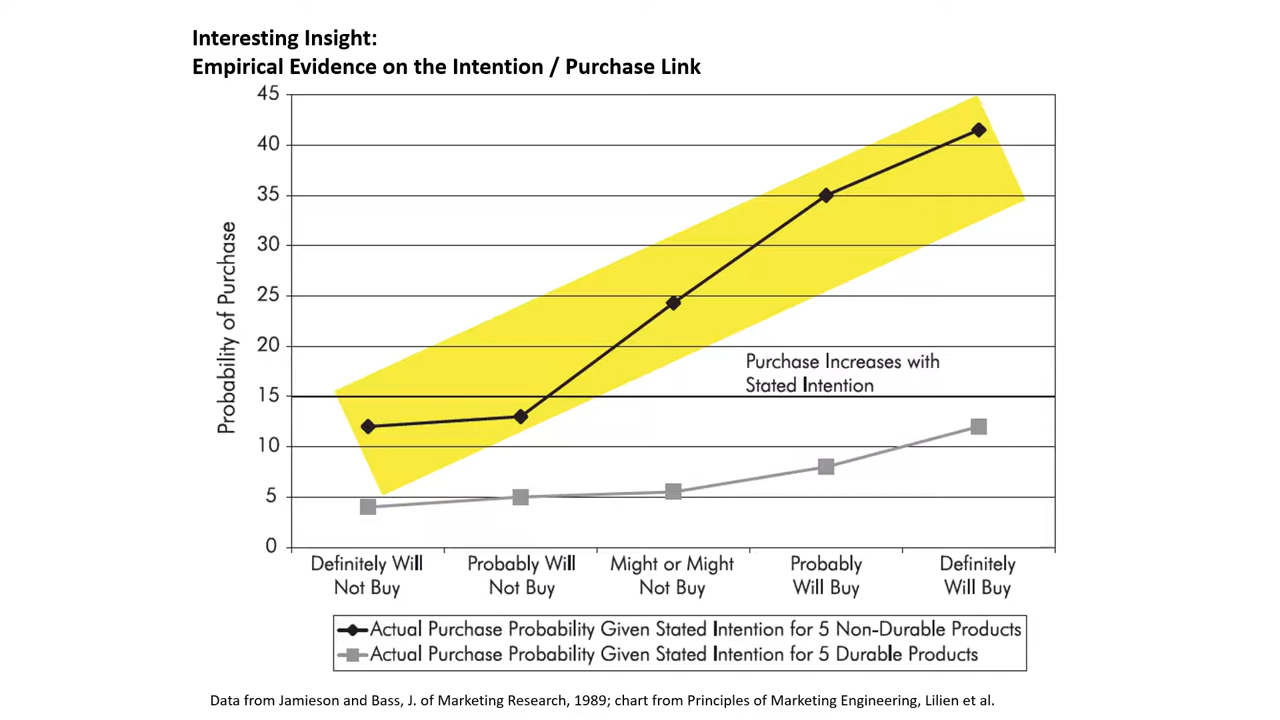 Interesting Insight:
Empirical Evidence on the Intention / Purchase Link
45
40
35
30
25
20
15
10
5
0
Probability of Purchase
Purchase Increases with
Stated Intention
Definitely Will
Not Buy
Probably Will
Not Buy
Might or Might
Not Buy
Probably
Will Buy
Definitely
Will Buy
Actual Purchase Probability Given Stated Intention for 5 Non-Durable Products
Actual Purchase Probability Given Stated Intention for 5 Durable Products
Data from Jamieson and Bass, J. of Marketing Research, 1989; chart from Principles of Marketing Engineering, Lilien et al.